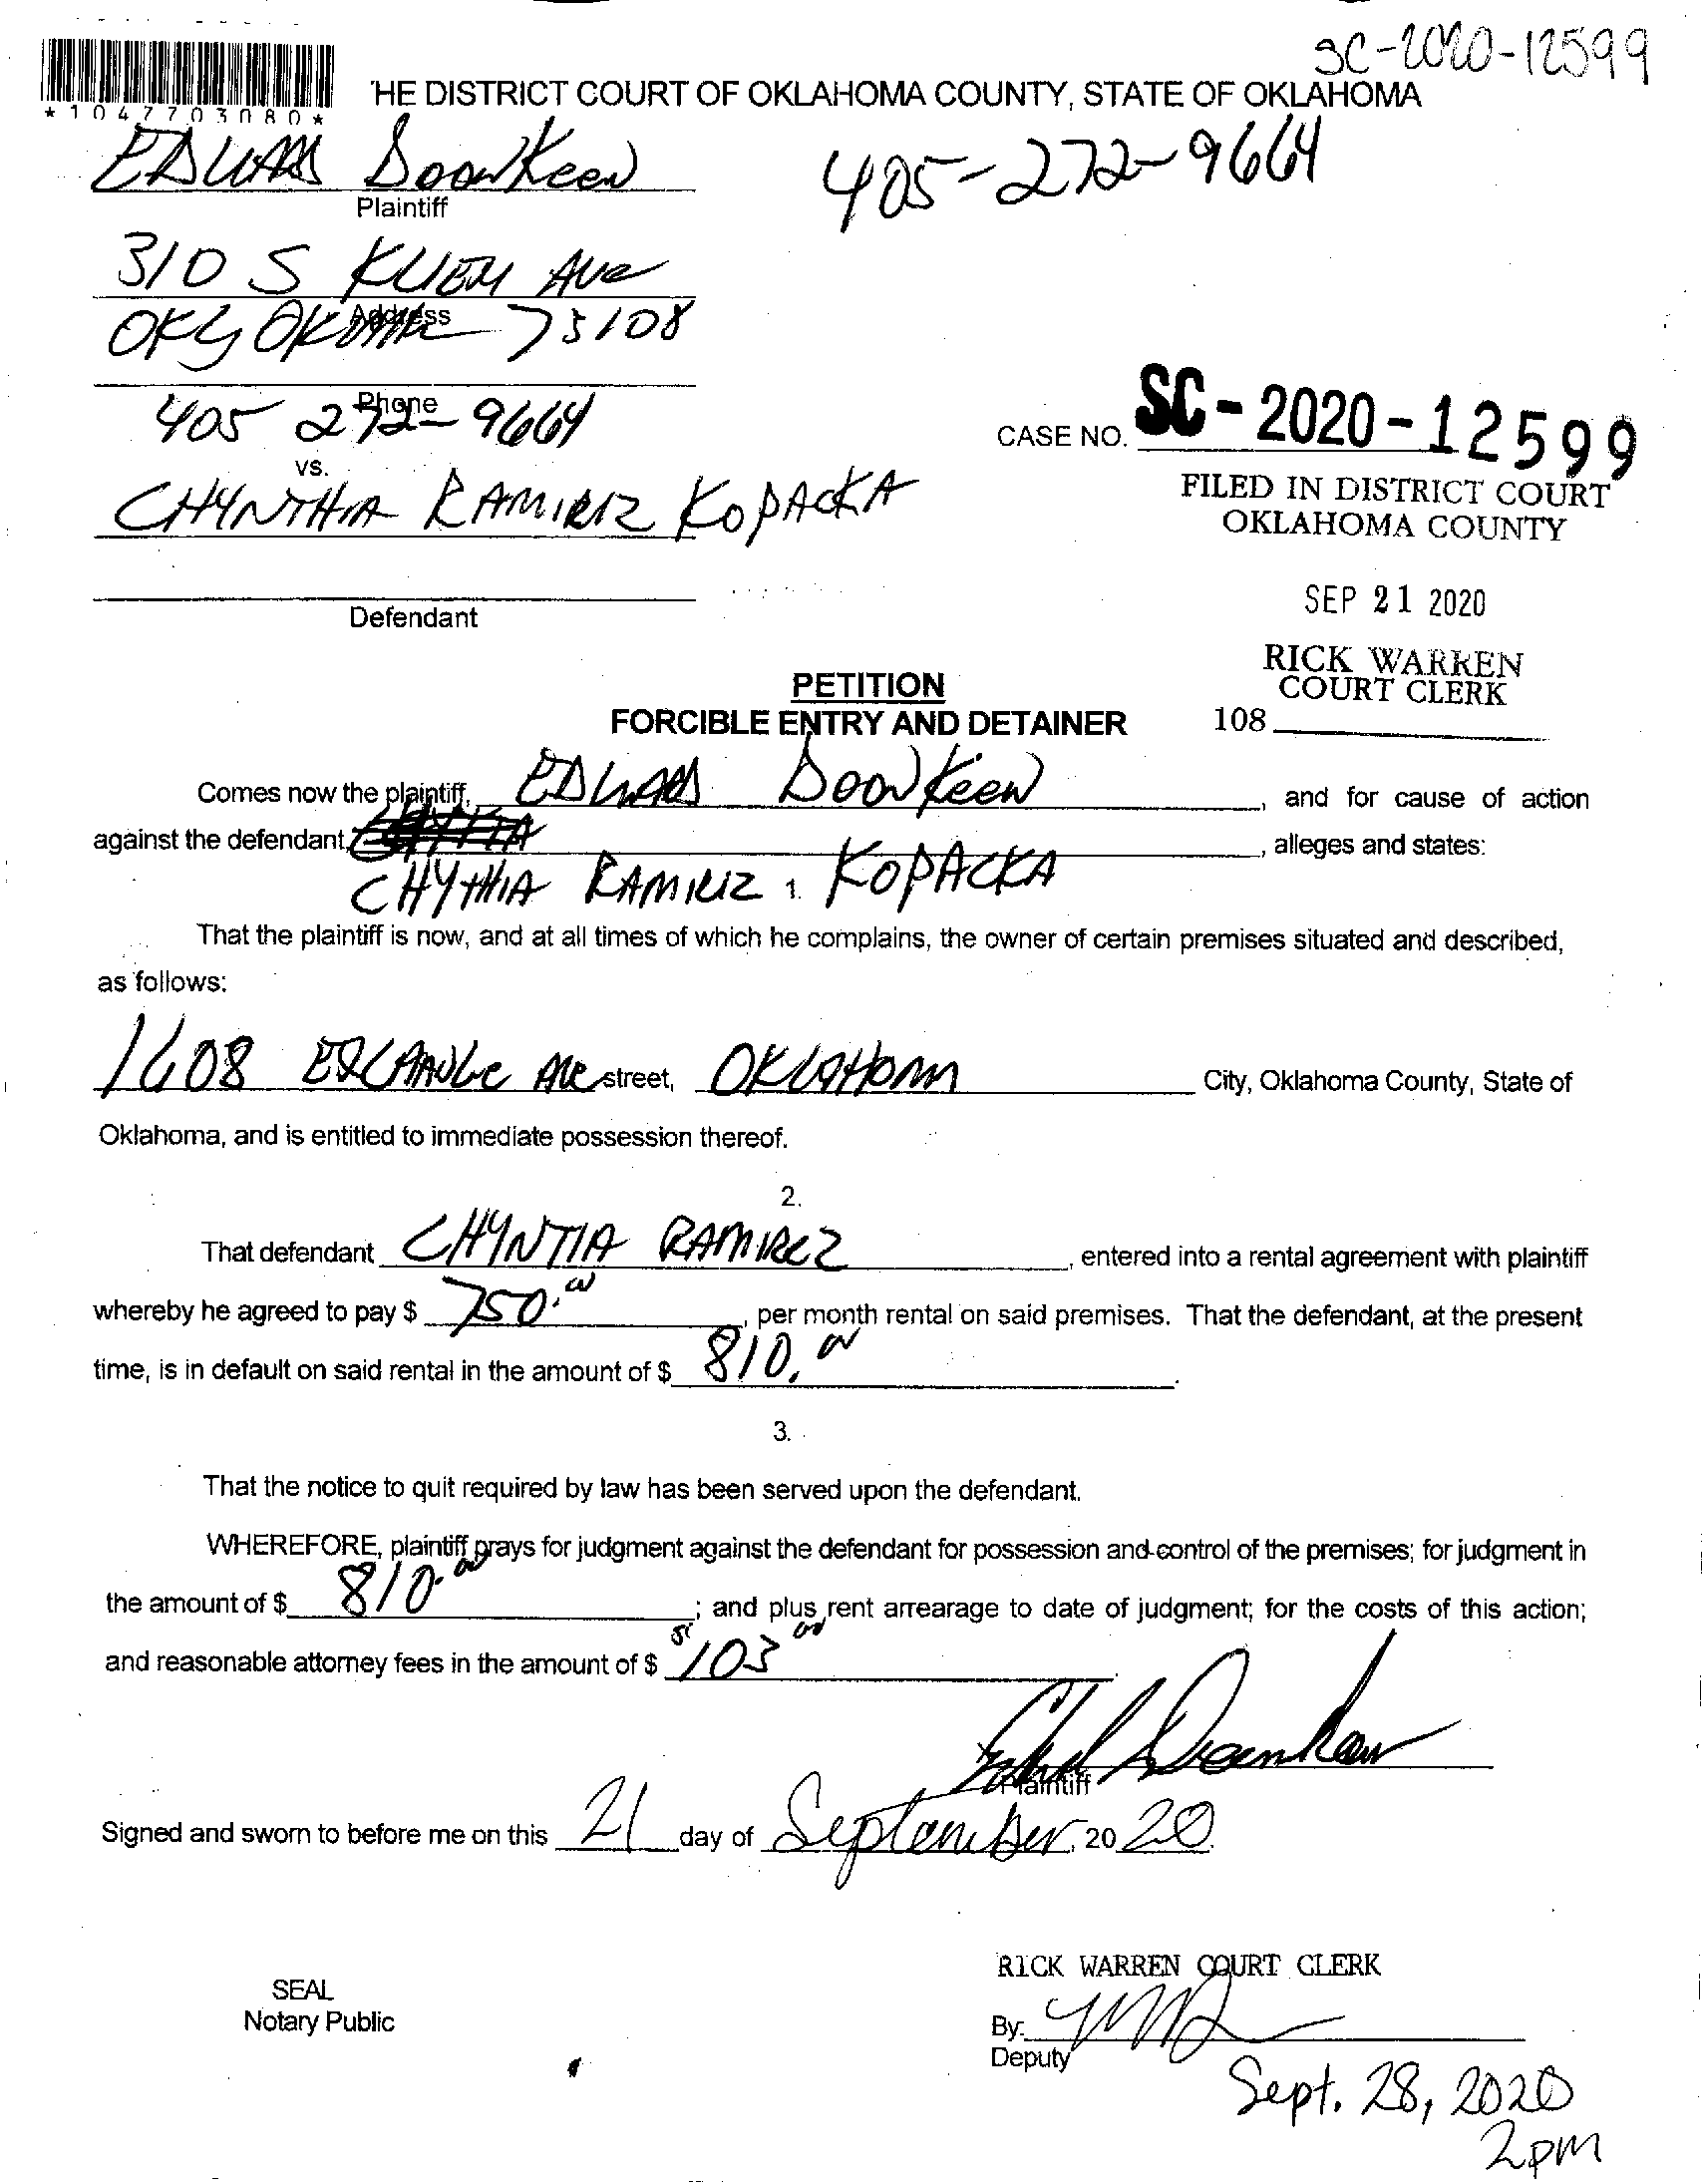 SC-2020-12599
*1047703080*
HE DISTRICT COURT OF OKLAHOMA COUNTY, STATE OF OKLAHOMA
405-272-9664
Plaintiff
310 S Ave
Address
73108
Phone
405 272-9664
CASE NO. SC-2020-12599
vs.
CHYNTHIA RAMIRIZ KOPACKA
FILED IN DISTRICT COURT
OKLAHOMA COUNTY
Defendant
SEP 21 2020
RICK WARREN
COURT CLERK
108
PETITION
FORCIBLE ENTRY AND DETAINER
Comes now the plaintiff, , and for cause of action
against the defendant, , alleges and states:
CHYTHIA RAMIRIZ KOPACKA
1.
That the plaintiff is now, and at all times of which he complains, the owner of certain premises situated and described,
as follows:
1608 Ave street, OKLAHOMA City, Oklahoma County, State of
Oklahoma, and is entitled to immediate possession thereof.
2.
That defendant CHYNTIA RAMIREZ, entered into a rental agreement with plaintiff
whereby he agreed to pay $ 750.00, per month rental on said premises. That the defendant, at the present
time, is in default on said rental in the amount of $ 810.00.
3.
That the notice to quit required by law has been served upon the defendant.
WHEREFORE, plaintiff prays for judgment against the defendant for possession and control of the premises; for judgment in
the amount of $ 810.00; and plus rent arrearage to date of judgment; for the costs of this action;
and reasonable attorney fees in the amount of $ 103.
Plaintiff
Signed and sworn to before me on this 21 day of September, 20 20.
RICK WARREN COURT CLERK
SEAL
Notary Public
By:
Deputy
Sept. 28, 2020
2pm